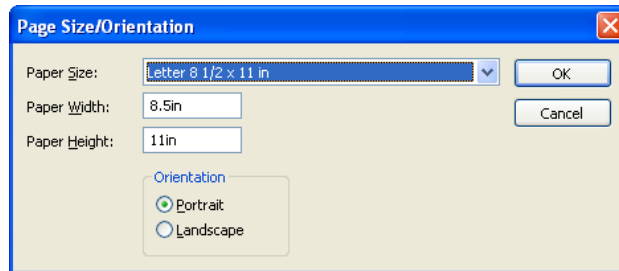 Page Size/Orientation
Paper Size: Letter 8 1/2 x 11 in OK
Paper Width: 8.5in Cancel
Paper Height: 11in
Orientation
Portrait
Landscape